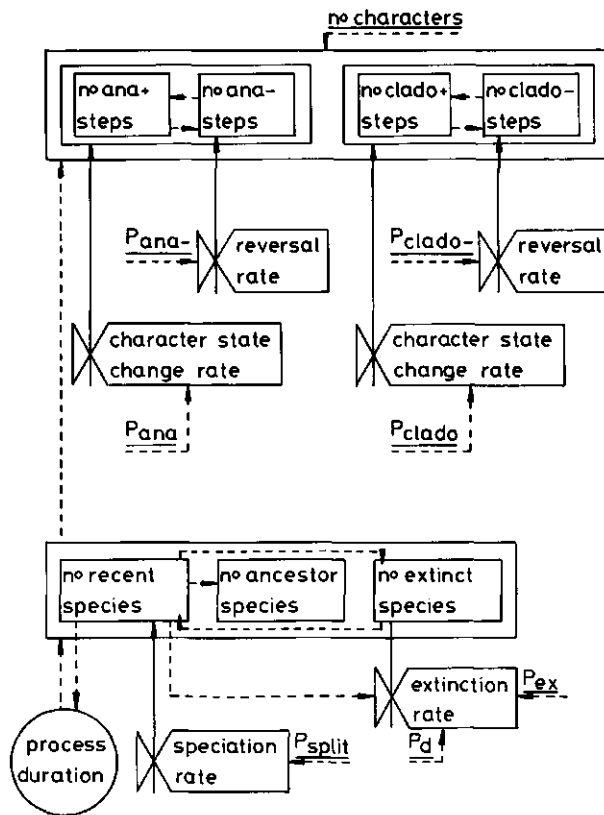 no characters
no ana+ steps
no ana- steps
no clado+ steps
no clado- steps
Pana-
reversal rate
Pclado-
reversal rate
character state change rate
character state change rate
Pana
Pclado
no recent species
no ancestor species
no extinct species
extinction rate
Pex
Pd
process duration
speciation rate
Psplit